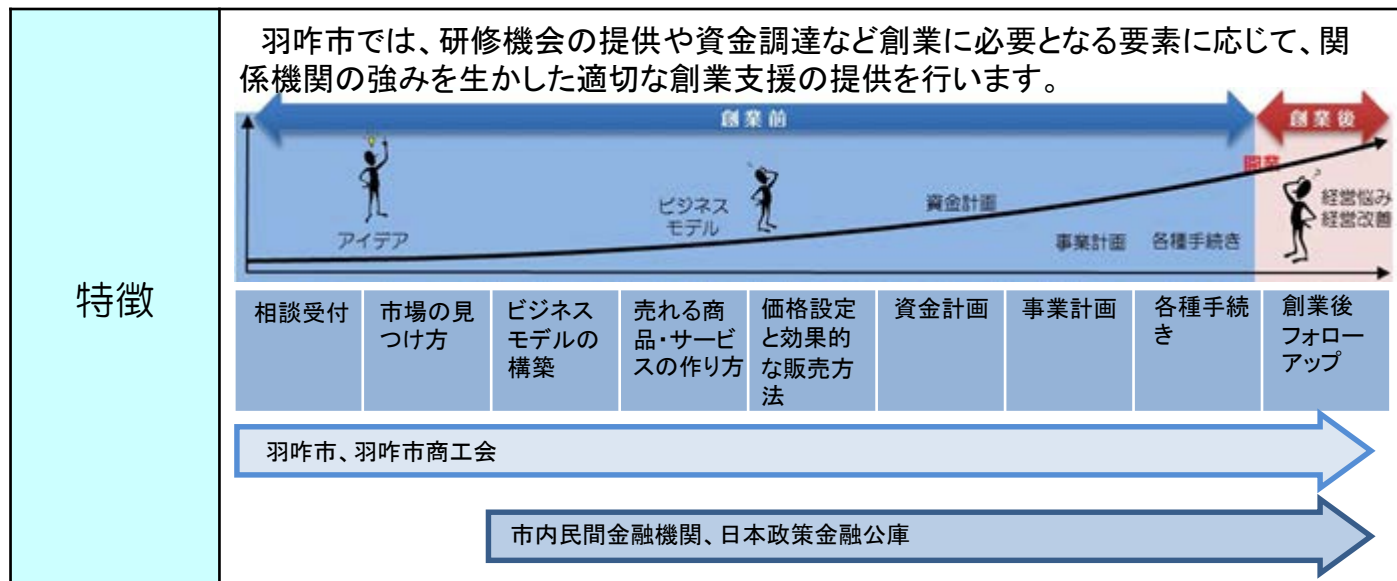 特徴
羽咋市では、研修機会の提供や資金調達など創業に必要となる要素に応じて、関
係機関の強みを生かした適切な創業支援の提供を行います。
創業前
創業後
開業
アイデア
ビジネス
モデル
資金計画
事業計画
各種手続き
経営悩み
経営改善
相談受付
市場の見
つけ方
ビジネス
モデルの
構築
売れる商
品・サービ
スの作り方
価格設定
と効果的
な販売方
法
資金計画
事業計画
各種手続
き
創業後
フォロー
アップ
羽咋市、羽咋市商工会
市内民間金融機関、日本政策金融公庫